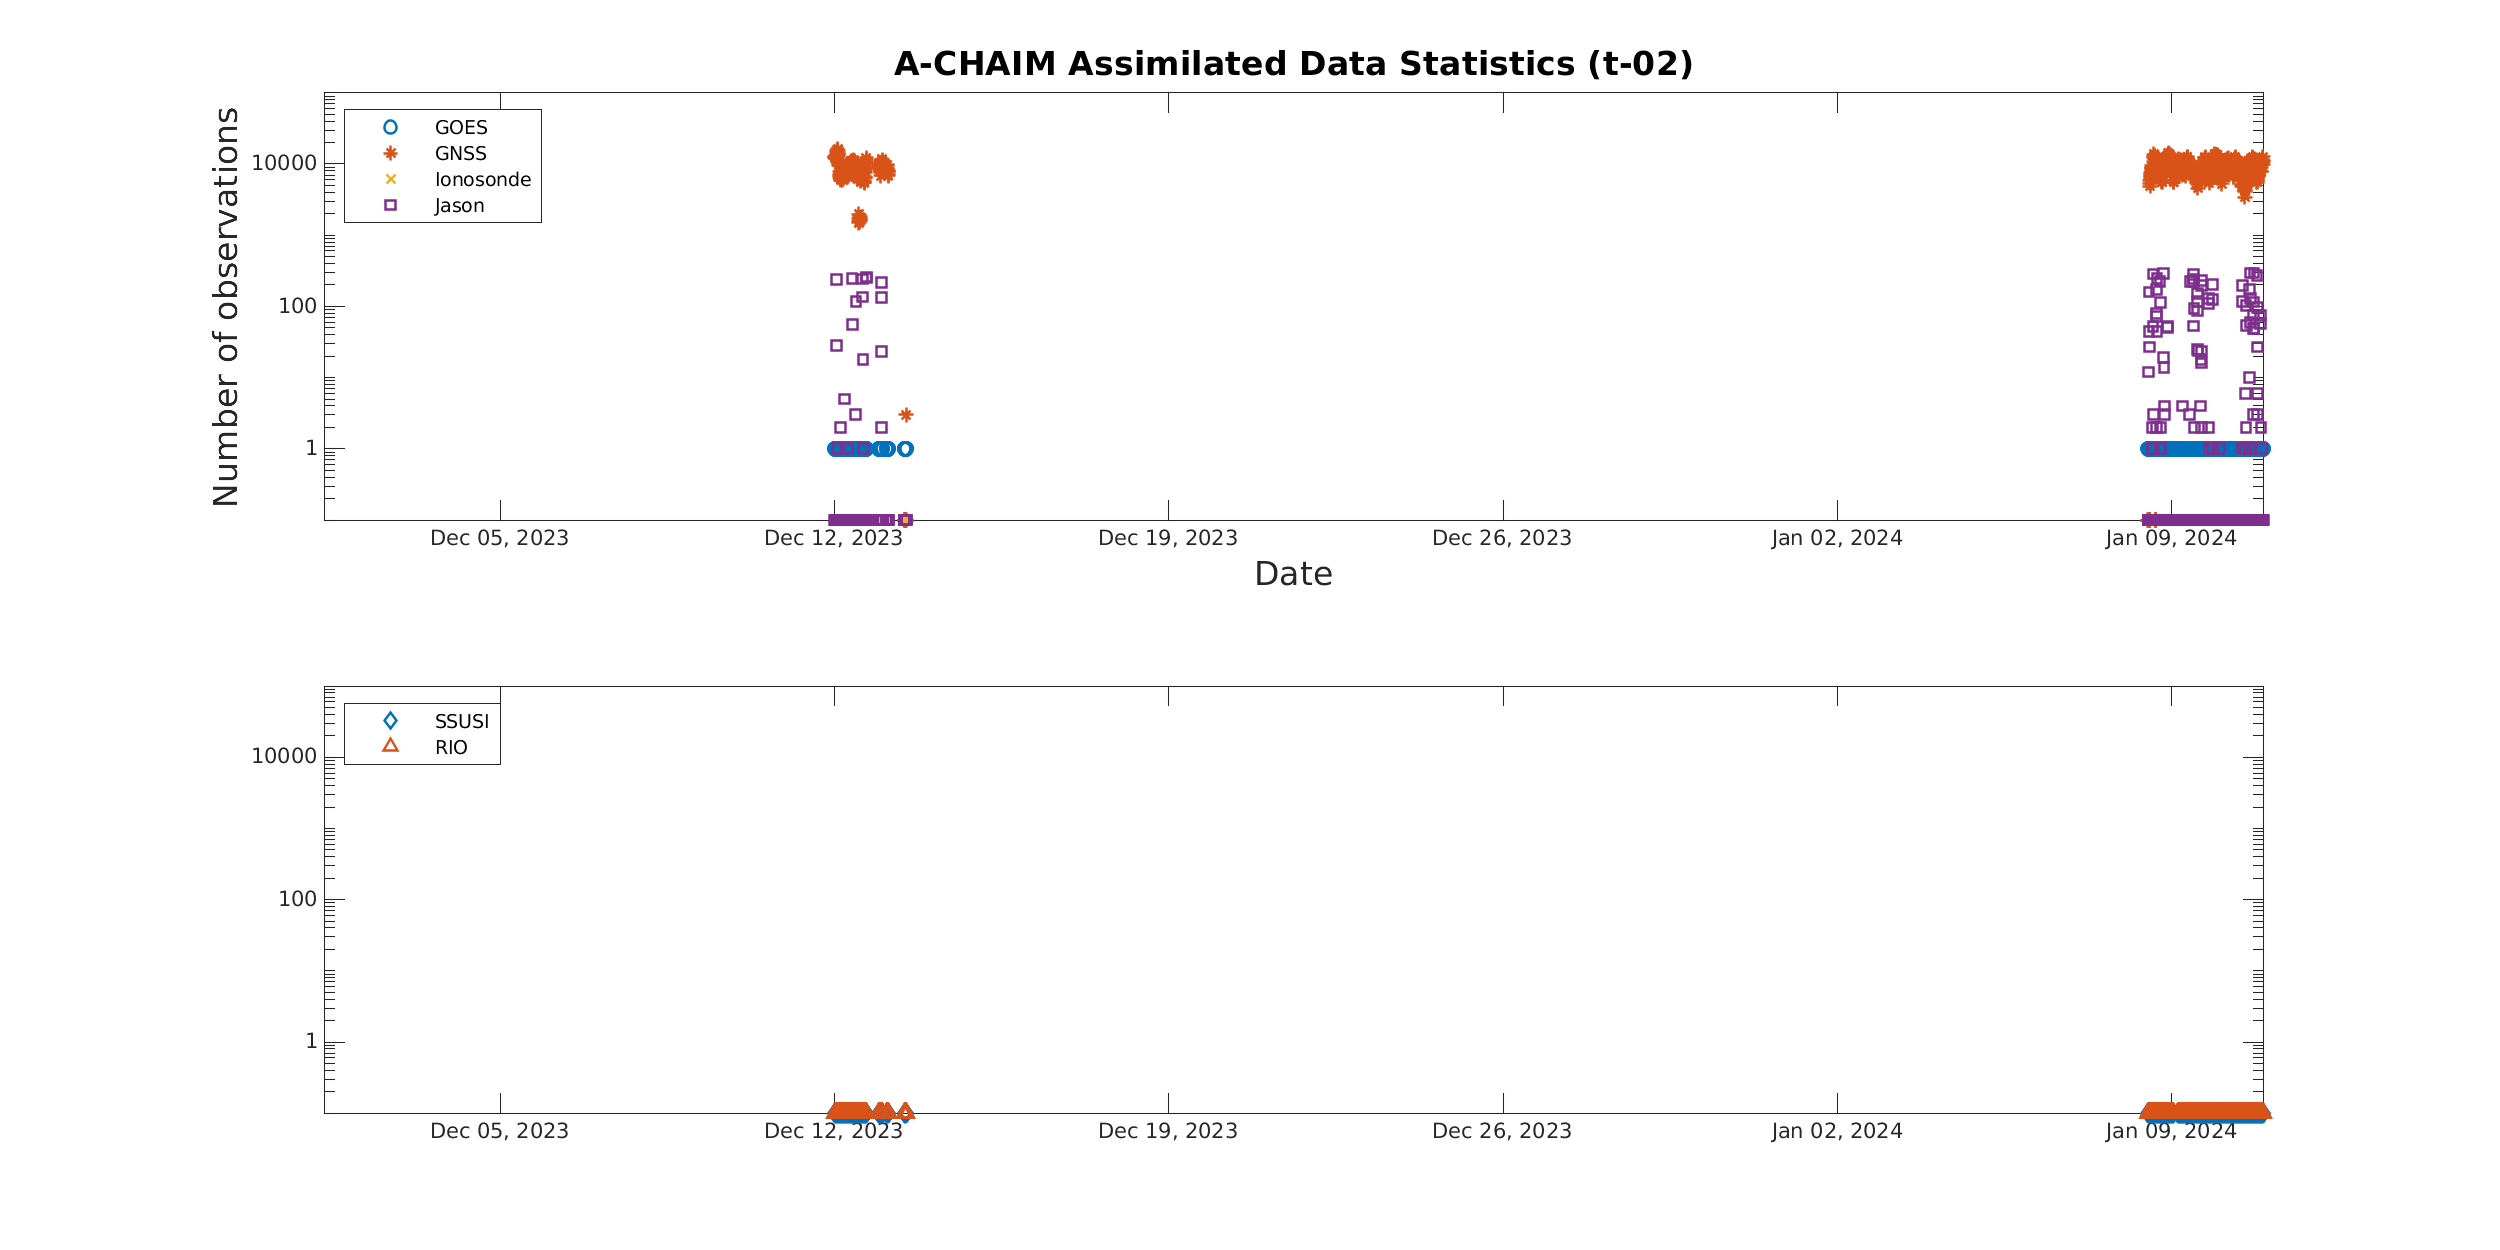 A-CHAIM Assimilated Data Statistics (t-02)
Number of observations
10000
100
1
GOES
GNSS
Ionosonde
Jason
Dec 05, 2023
Dec 12, 2023
Dec 19, 2023
Dec 26, 2023
Jan 02, 2024
Jan 09, 2024
Date
10000
100
1
SSUSI
RIO
Dec 05, 2023
Dec 12, 2023
Dec 19, 2023
Dec 26, 2023
Jan 02, 2024
Jan 09, 2024